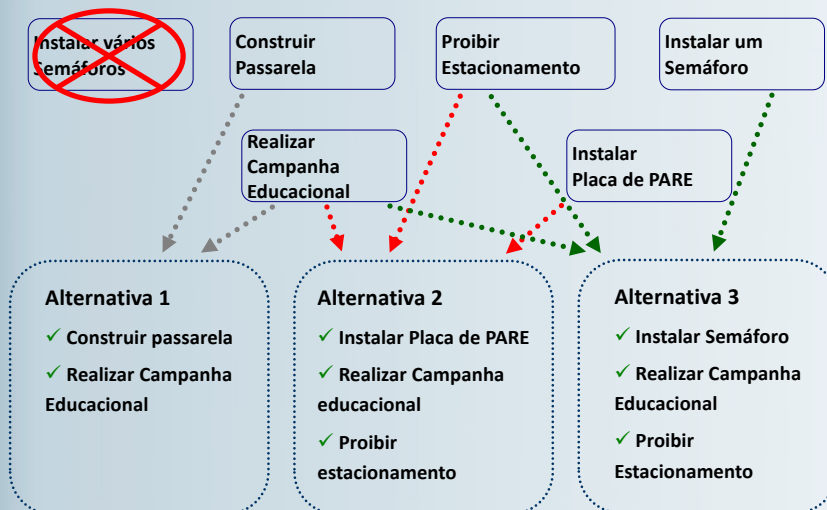 Instalar vários
Semáforos
Construir
Passarela
Proibir
Estacionamento
Instalar um
Semáforo
Realizar
Campanha
Educacional
Instalar
Placa de PARE
Alternativa 1
✓ Construir passarela
✓ Realizar Campanha
Educacional
Alternativa 2
✓ Instalar Placa de PARE
✓ Realizar Campanha
educacional
✓ Proibir
estacionamento
Alternativa 3
✓ Instalar Semáforo
✓ Realizar Campanha
Educacional
✓ Proibir
Estacionamento